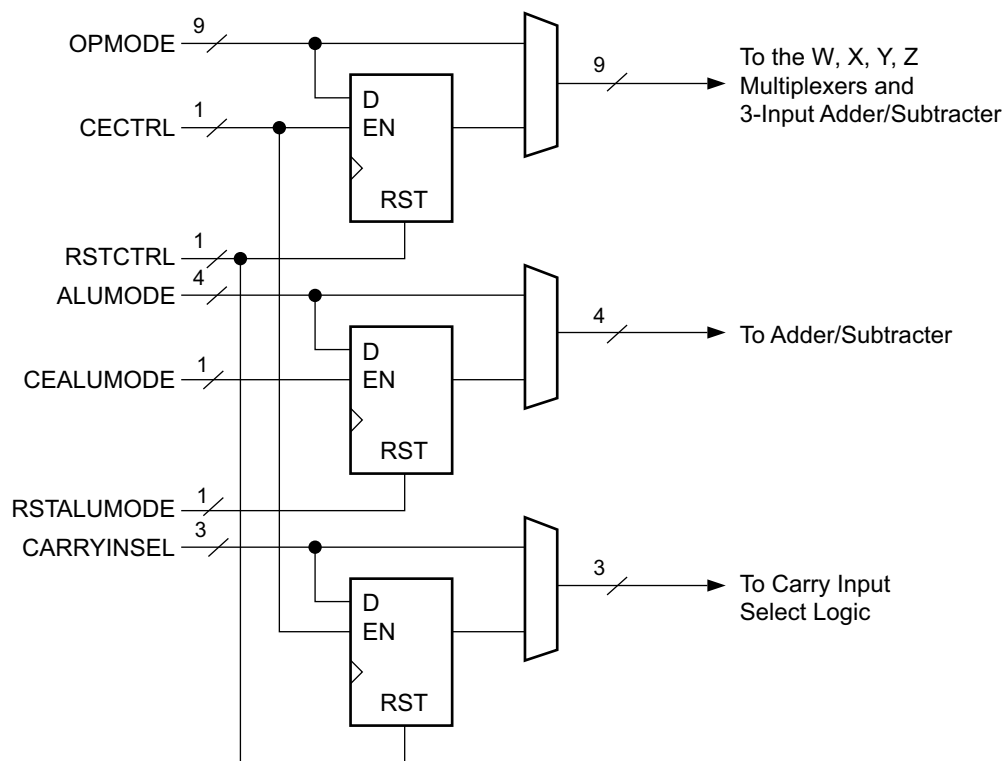 OPMODE
9
D
EN
RST
CECTRL
1
9
To the W, X, Y, Z
Multiplexers and
3-Input Adder/Subtracter
RSTCTRL
1
ALUMODE
4
D
EN
RST
CEALUMODE
1
4
To Adder/Subtracter
RSTALUMODE
1
CARRYINSEL
3
D
EN
RST
3
To Carry Input
Select Logic